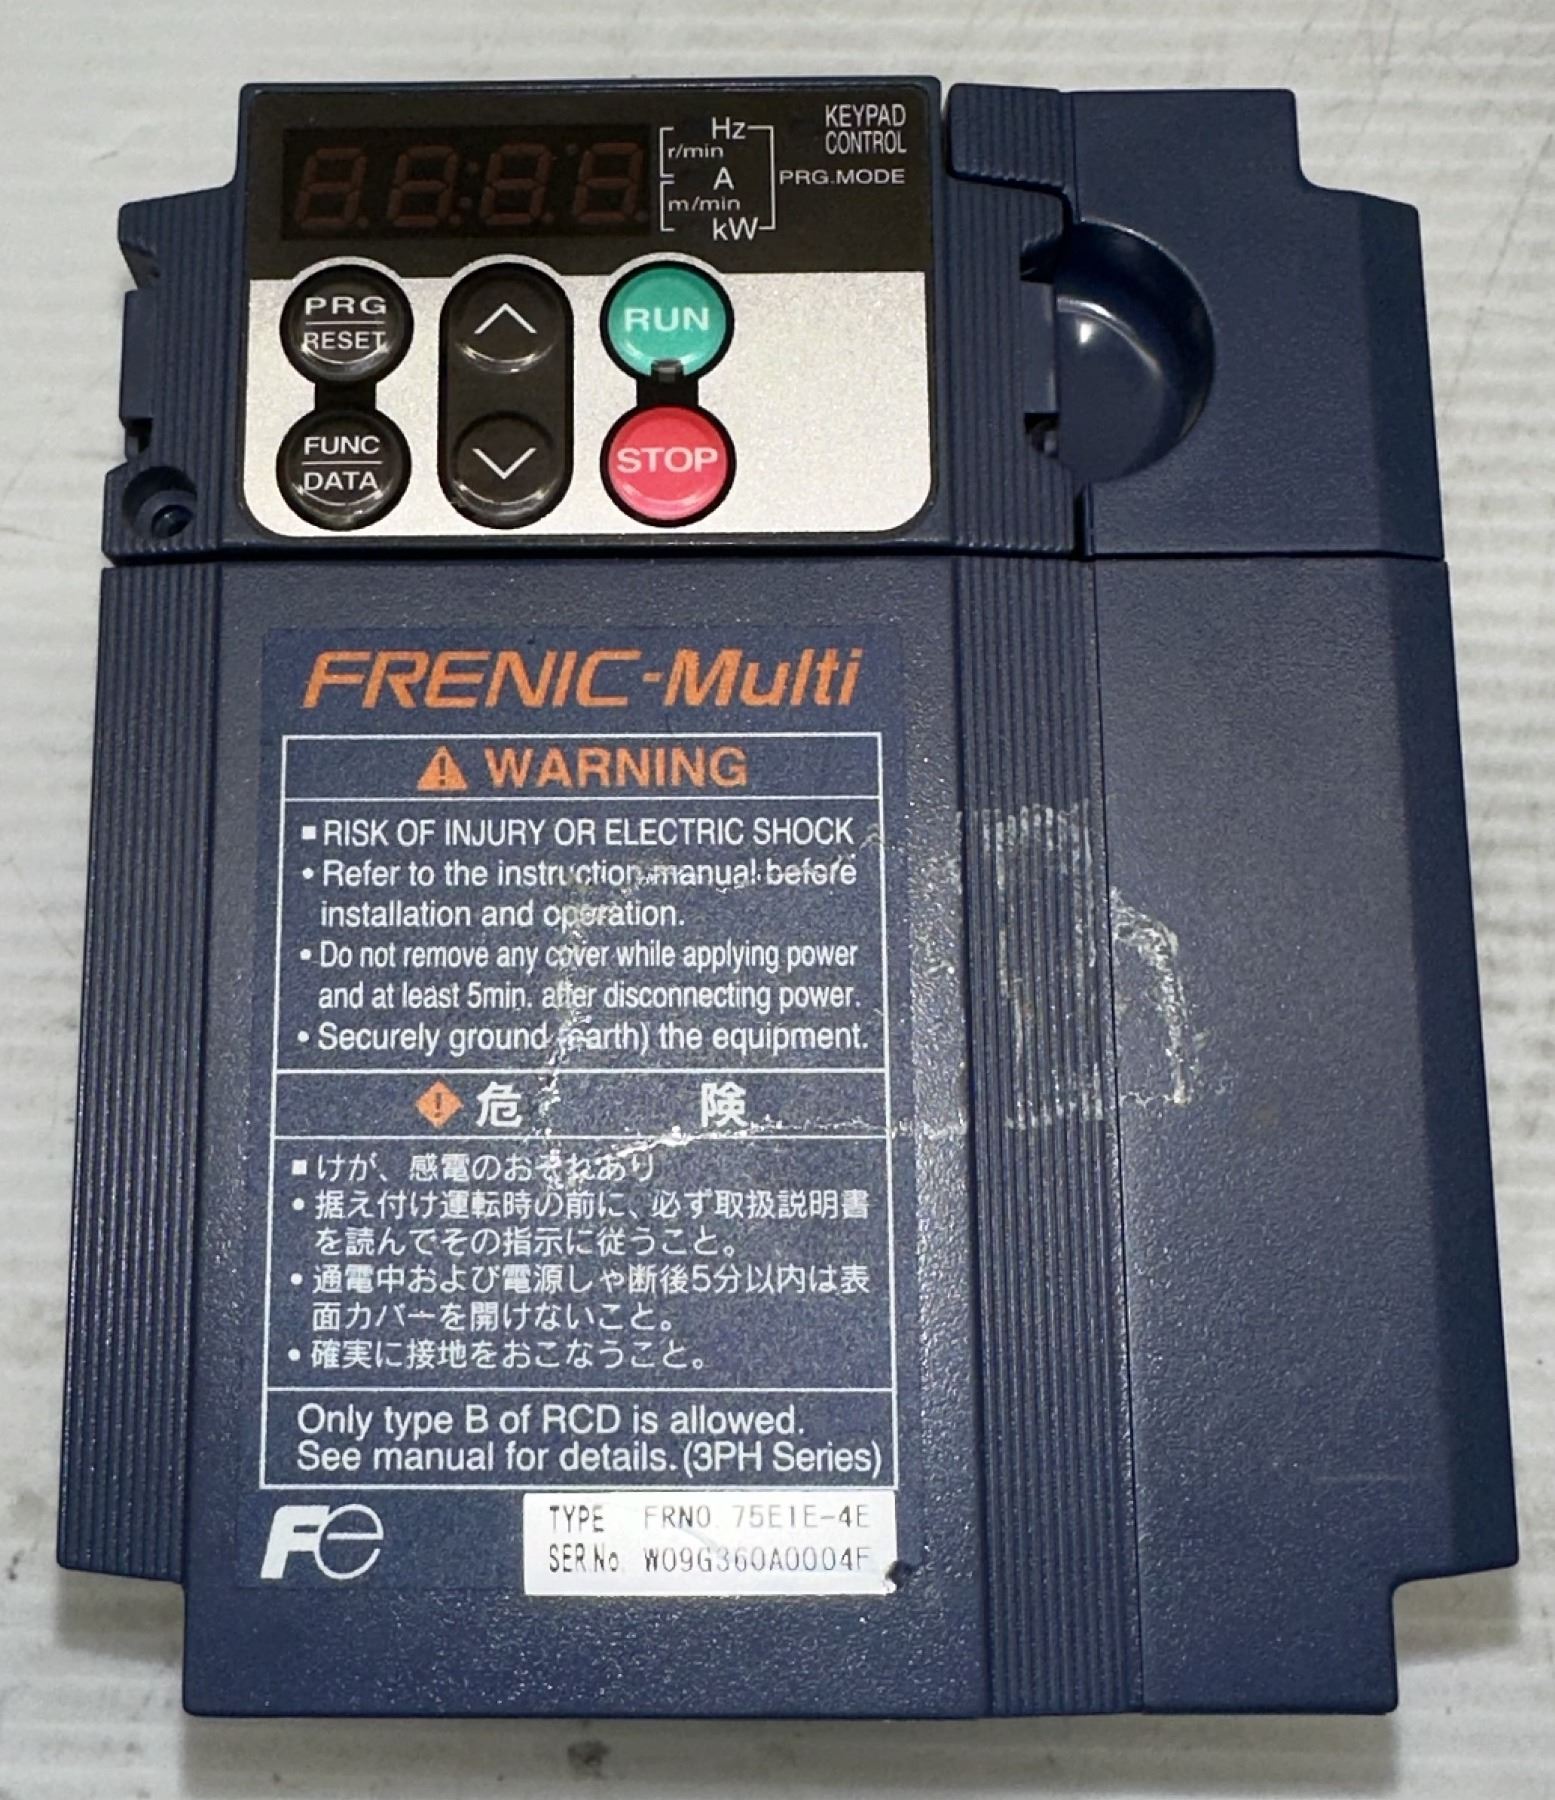 Hz
r/min
A
m/min
kW
KEYPAD
CONTROL
PRG.MODE
PRG
RESET
RUN
FUNC
DATA
STOP
FRENIC-Multi
WARNING
■ RISK OF INJURY OR ELECTRIC SHOCK
• Refer to the instruction manual before
installation and operation.
• Do not remove any cover while applying power
and at least 5min. after disconnecting power.
• Securely ground (earth) the equipment.
危 険
■ けが、感電のおそれあり
• 据え付け運転時の前に、必ず取扱説明書
を読んでその指示に従うこと。
• 通電中および電源しゃ断後5分以内は表
面カバーを開けないこと。
• 確実に接地をおこなうこと。
Only type B of RCD is allowed.
See manual for details. (3PH Series)
Fe
TYPE FRN0.75E1E-4E
SER.No. W09G360A0004F